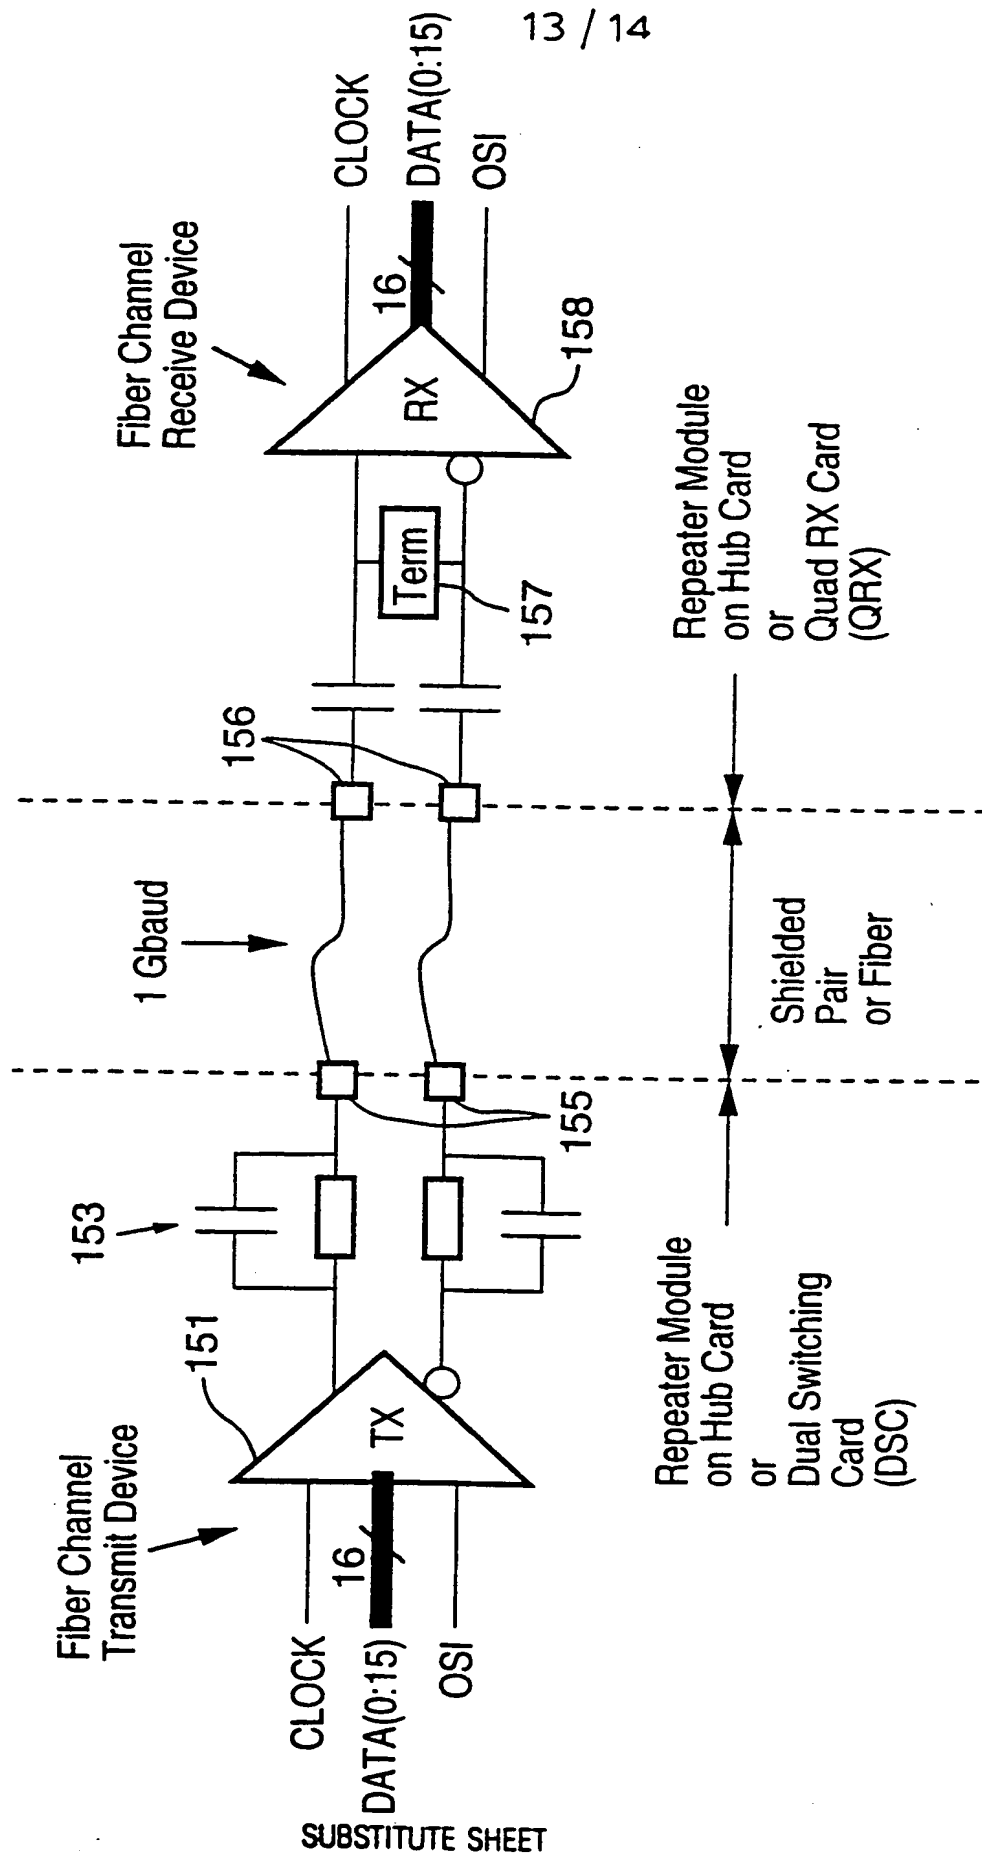 13 / 14
Fiber Channel
Transmit Device
151
CLOCK
DATA(0:15)
16
OSI
TX
153
155
1 Gbaud
156
Term
157
Fiber Channel
Receive Device
RX
158
CLOCK
16
DATA(0:15)
OSI
Repeater Module
on Hub Card
or
Dual Switching
Card
(DSC)
Shielded
Pair
or Fiber
Repeater Module
on Hub Card
or
Quad RX Card
(QRX)
SUBSTITUTE SHEET